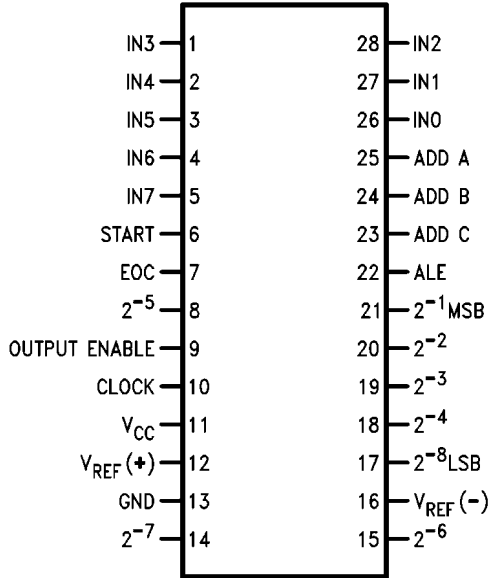 IN3 1 28 IN2
IN4 2 27 IN1
IN5 3 26 IN0
IN6 4 25 ADD A
IN7 5 24 ADD B
START 6 23 ADD C
EOC 7 22 ALE
2⁻⁵ 8 21 2⁻¹MSB
OUTPUT ENABLE 9 20 2⁻²
CLOCK 10 19 2⁻³
V_CC 11 18 2⁻⁴
V_REF(+) 12 17 2⁻⁸LSB
GND 13 16 V_REF(−)
2⁻⁷ 14 15 2⁻⁶